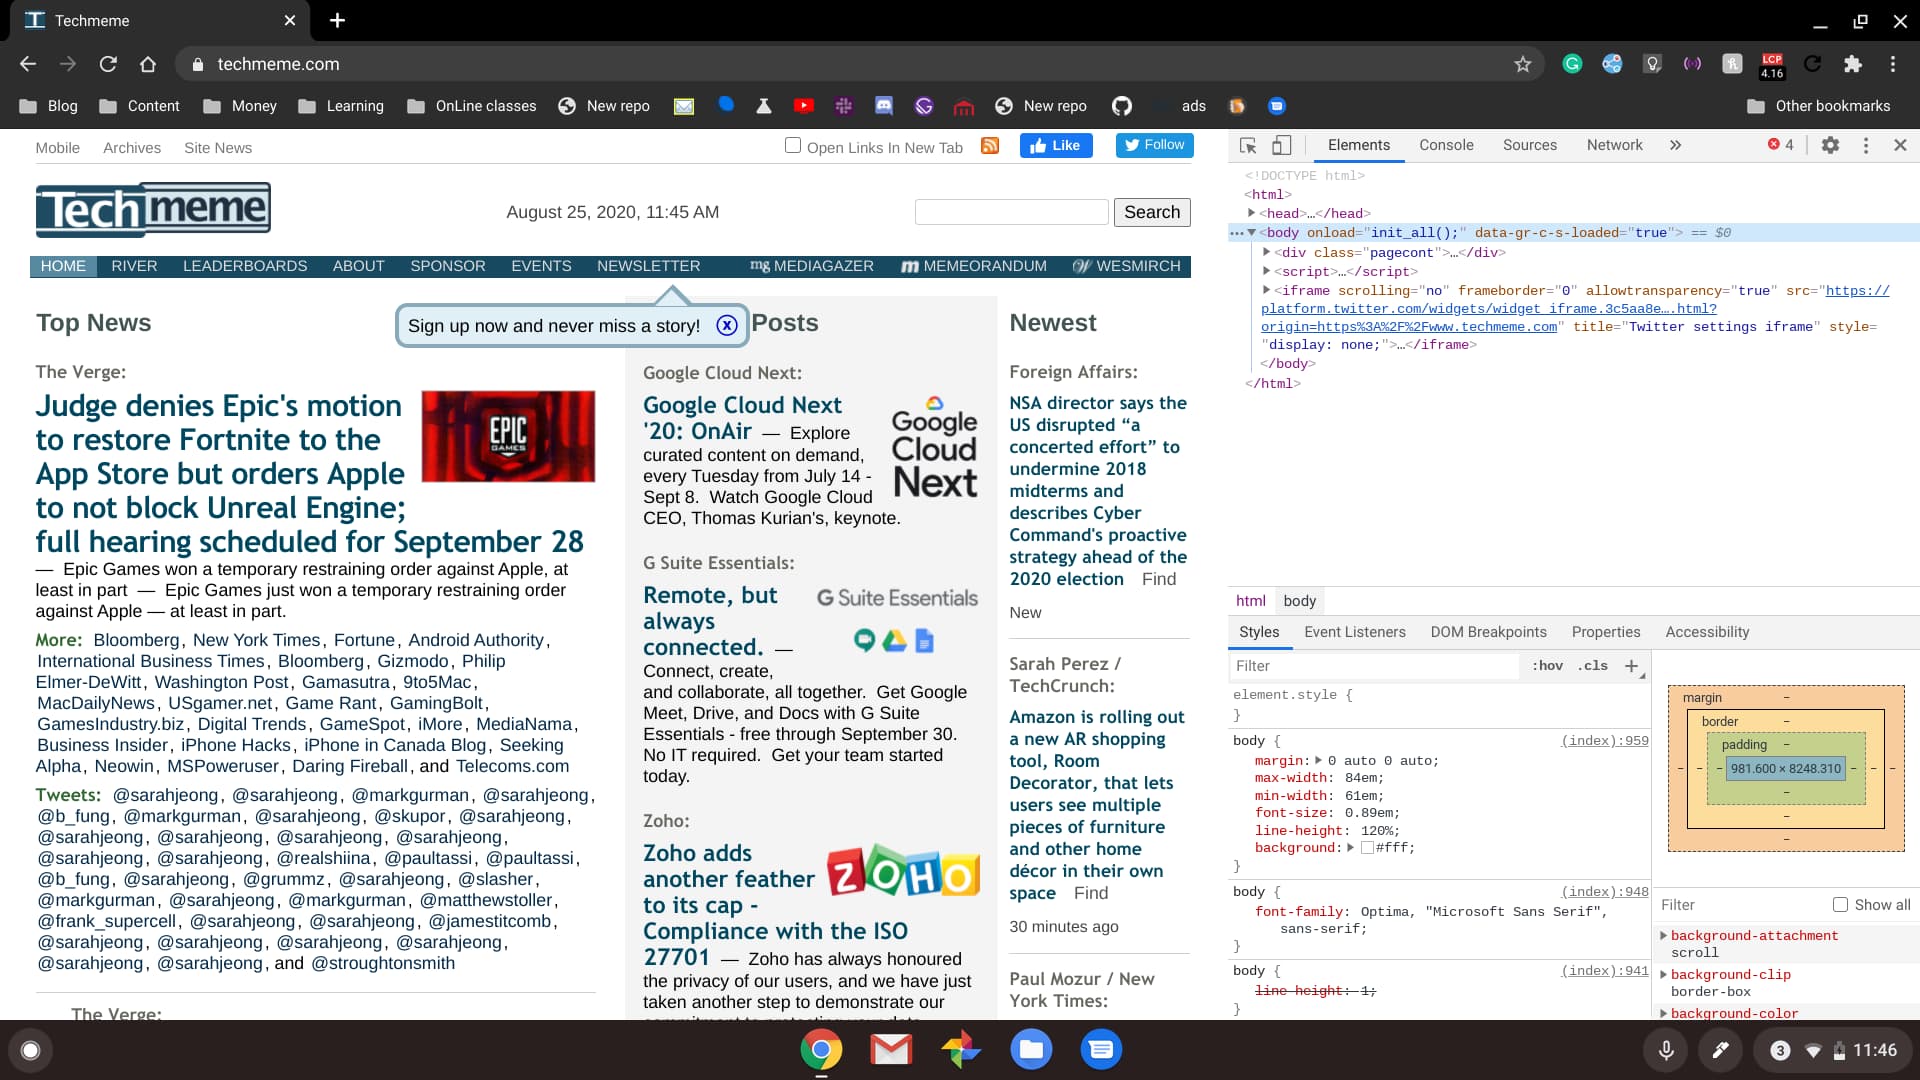 Techmeme
techmeme.com
LCP
4.16
Blog
Content
Money
Learning
OnLine classes
New repo
New repo
ads
Other bookmarks
Mobile
Archives
Site News
Open Links In New Tab
Like
Follow
Techmeme
August 25, 2020, 11:45 AM
Search
HOME
RIVER
LEADERBOARDS
ABOUT
SPONSOR
EVENTS
NEWSLETTER
mg MEDIAGAZER
m MEMEORANDUM
W WESMIRCH
Sign up now and never miss a story!
Top News
The Verge:
Judge denies Epic's motion
to restore Fortnite to the
App Store but orders Apple
to not block Unreal Engine;
full hearing scheduled for September 28
— Epic Games won a temporary restraining order against Apple, at
least in part — Epic Games just won a temporary restraining order
against Apple — at least in part.
EPIC
GAMES
More: Bloomberg, New York Times, Fortune, Android Authority,
International Business Times, Bloomberg, Gizmodo, Philip
Elmer-DeWitt, Washington Post, Gamasutra, 9to5Mac,
MacDailyNews, USgamer.net, Game Rant, GamingBolt,
GamesIndustry.biz, Digital Trends, GameSpot, iMore, MediaNama,
Business Insider, iPhone Hacks, iPhone in Canada Blog, Seeking
Alpha, Neowin, MSPoweruser, Daring Fireball, and Telecoms.com
Tweets: @sarahjeong, @sarahjeong, @markgurman, @sarahjeong,
@b_fung, @markgurman, @sarahjeong, @skupor, @sarahjeong,
@sarahjeong, @sarahjeong, @sarahjeong, @sarahjeong,
@sarahjeong, @sarahjeong, @realshiina, @paultassi, @paultassi,
@b_fung, @sarahjeong, @grummz, @sarahjeong, @slasher,
@markgurman, @sarahjeong, @markgurman, @matthewstoller,
@frank_supercell, @sarahjeong, @sarahjeong, @jamestitcomb,
@sarahjeong, @sarahjeong, @sarahjeong, @sarahjeong,
@sarahjeong, @sarahjeong, and @stroughtonsmith
The Verge:
Posts
Google Cloud Next:
Google Cloud Next
'20: OnAir — Explore
curated content on demand,
every Tuesday from July 14 -
Sept 8. Watch Google Cloud
CEO, Thomas Kurian's, keynote.
Google
Cloud
Next
G Suite Essentials:
Remote, but
always
connected. —
Connect, create,
and collaborate, all together. Get Google
Meet, Drive, and Docs with G Suite
Essentials - free through September 30.
No IT required. Get your team started
today.
G Suite Essentials
Zoho:
Zoho adds
another feather
to its cap -
Compliance with the ISO
27701 — Zoho has always honoured
the privacy of our users, and we have just
taken another step to demonstrate our
ZOHO
Newest
Foreign Affairs:
NSA director says the
US disrupted “a
concerted effort” to
undermine 2018
midterms and
describes Cyber
Command's proactive
strategy ahead of the
2020 election Find
New
Sarah Perez /
TechCrunch:
Amazon is rolling out
a new AR shopping
tool, Room
Decorator, that lets
users see multiple
pieces of furniture
and other home
décor in their own
space Find
30 minutes ago
Paul Mozur / New
York Times:
Elements
Console
Sources
Network
4
<!DOCTYPE html>
<html>
<head>…</head>
<body onload="init_all();" data-gr-c-s-loaded="true"> == $0
<div class="pagecont">…</div>
<script>…</script>
<iframe scrolling="no" frameborder="0" allowtransparency="true" src="https://
platform.twitter.com/widgets/widget_iframe.3c5aa8e….html?
origin=https%3A%2F%2Fwww.techmeme.com" title="Twitter settings iframe" style=
"display: none;">…</iframe>
</body>
</html>
html
body
Styles
Event Listeners
DOM Breakpoints
Properties
Accessibility
Filter
:hov
.cls
element.style {
}
body {
(index):959
margin: 0 auto 0 auto;
max-width: 84em;
min-width: 61em;
font-size: 0.89em;
line-height: 120%;
background: #fff;
}
body {
(index):948
font-family: Optima, "Microsoft Sans Serif",
sans-serif;
}
body {
(index):941
line-height: 1;
}
margin
border
padding
981.600 × 8248.310
Filter
Show all
background-attachment
scroll
background-clip
border-box
background-color
3
11:46